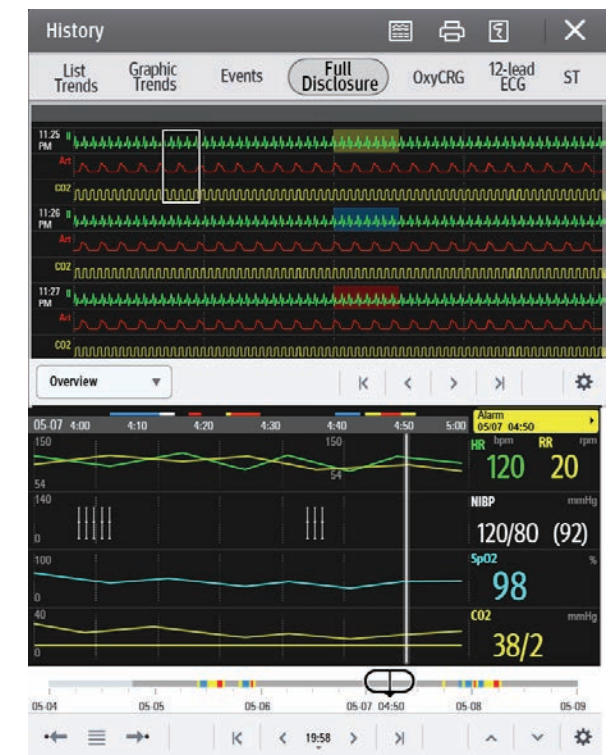 History
List Trends Graphic Trends Events Full Disclosure OxyCRG 12-lead ECG ST
11:25 PM II
Art
CO2
11:26 PM II
Art
CO2
11:27 PM II
Art
CO2
Overview
05-07 4:00 4:10 4:20 4:30 4:40 4:50 5:00
Alarm
05/07 04:50
150 150
54 54
HR bpm RR rpm
120 20
140
0
NIBP mmHg
120/80 (92)
100
0
SpO2 %
98
40
0
CO2 mmHg
38/2
05-04 05-05 05-06 05-07 04:50 05-08 05-09
19:58